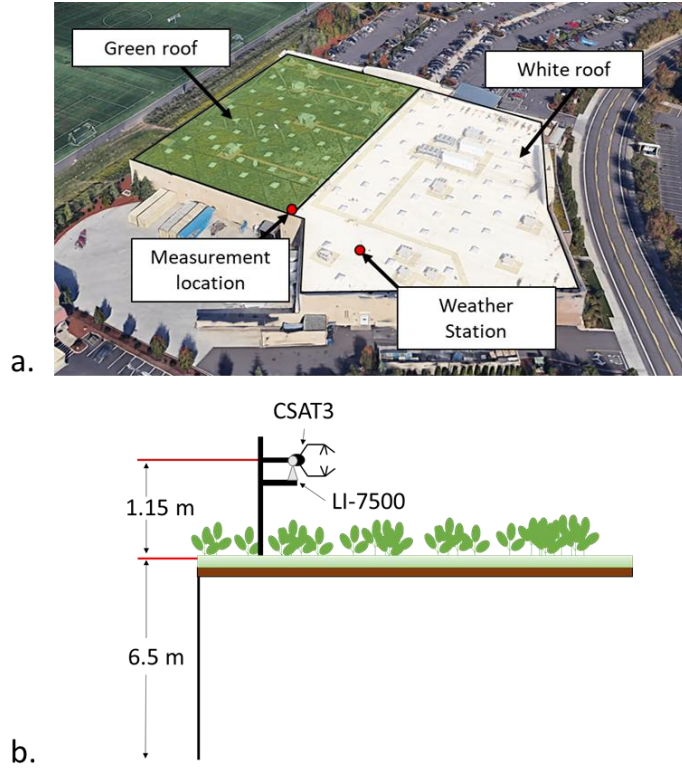 Green roof
White roof
Measurement
location
Weather
Station
a.
CSAT3
LI-7500
1.15 m
6.5 m
b.